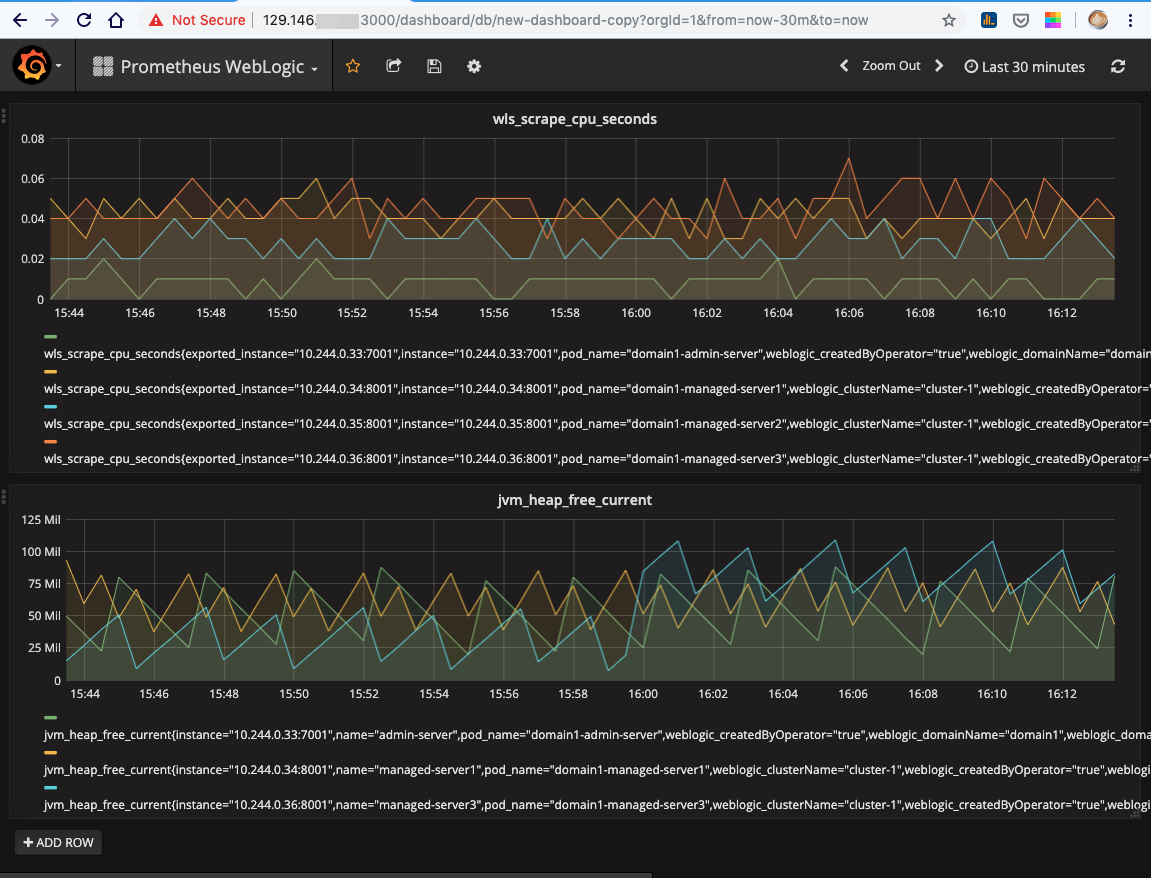 Not Secure
129.146. 3000/dashboard/db/new-dashboard-copy?orgId=1&from=now-30m&to=now
Prometheus WebLogic
Zoom Out
Last 30 minutes
wls_scrape_cpu_seconds
0.08
0.06
0.04
0.02
0
15:44 15:46 15:48 15:50 15:52 15:54 15:56 15:58 16:00 16:02 16:04 16:06 16:08 16:10 16:12
wls_scrape_cpu_seconds{exported_instance="10.244.0.33:7001",instance="10.244.0.33:7001",pod_name="domain1-admin-server",weblogic_createdByOperator="true",weblogic_domainName="domain
wls_scrape_cpu_seconds{exported_instance="10.244.0.34:8001",instance="10.244.0.34:8001",pod_name="domain1-managed-server1",weblogic_clusterName="cluster-1",weblogic_createdByOperator="
wls_scrape_cpu_seconds{exported_instance="10.244.0.35:8001",instance="10.244.0.35:8001",pod_name="domain1-managed-server2",weblogic_clusterName="cluster-1",weblogic_createdByOperator="
wls_scrape_cpu_seconds{exported_instance="10.244.0.36:8001",instance="10.244.0.36:8001",pod_name="domain1-managed-server3",weblogic_clusterName="cluster-1",weblogic_createdByOperator="
jvm_heap_free_current
125 Mil
100 Mil
75 Mil
50 Mil
25 Mil
0
15:44 15:46 15:48 15:50 15:52 15:54 15:56 15:58 16:00 16:02 16:04 16:06 16:08 16:10 16:12
jvm_heap_free_current{instance="10.244.0.33:7001",name="admin-server",pod_name="domain1-admin-server",weblogic_createdByOperator="true",weblogic_domainName="domain1",weblogic_doma
jvm_heap_free_current{instance="10.244.0.34:8001",name="managed-server1",pod_name="domain1-managed-server1",weblogic_clusterName="cluster-1",weblogic_createdByOperator="true",weblogi
jvm_heap_free_current{instance="10.244.0.36:8001",name="managed-server3",pod_name="domain1-managed-server3",weblogic_clusterName="cluster-1",weblogic_createdByOperator="true",weblogi
+ ADD ROW